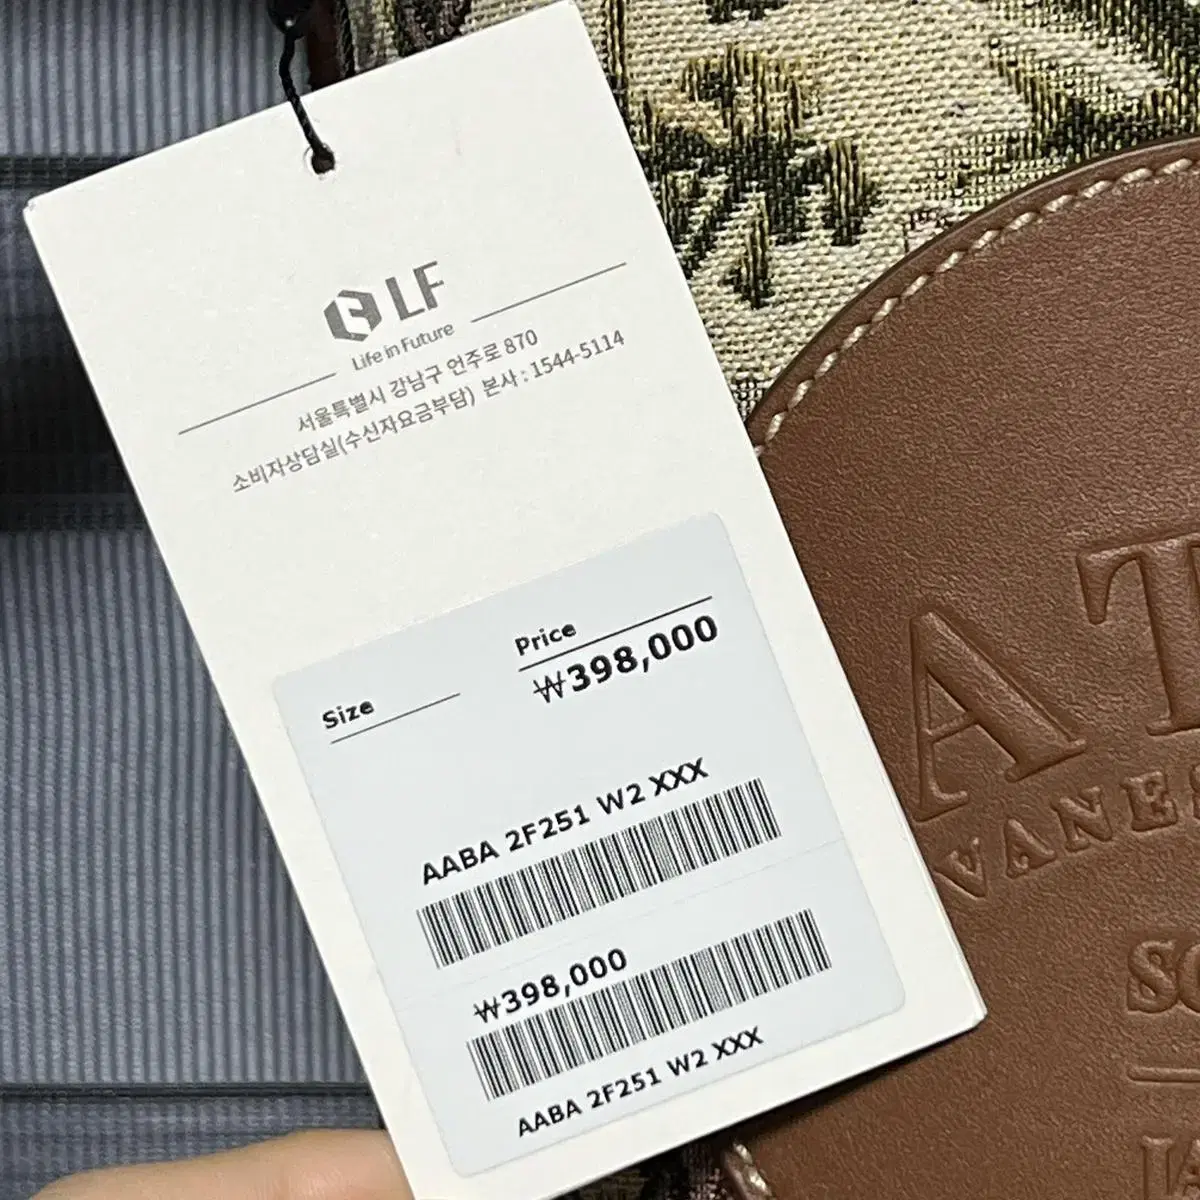 LF
Life in Future
서울특별시 강남구 언주로 870
소비자상담실(수신자요금부담) 본사 : 1544-5114
Size
Price
₩398,000
AABA 2F251 W2 XXX
₩398,000
AABA 2F251 W2 XXX
AT
VANES